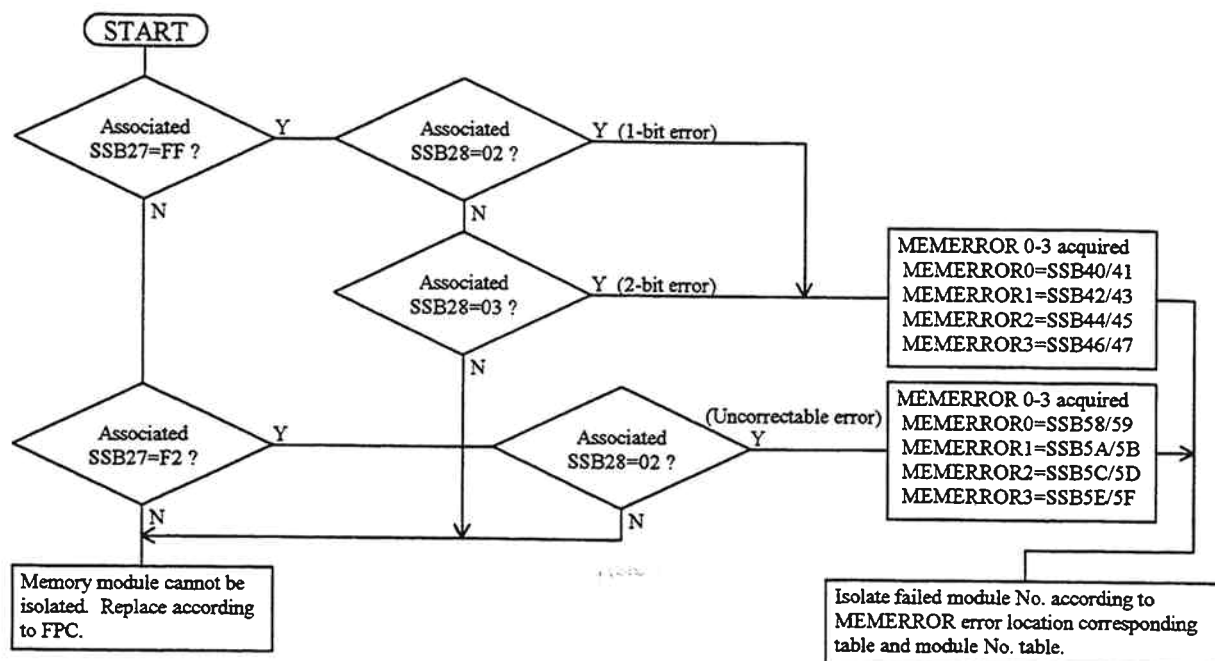 START
Associated
SSB27=FF ?
Y
N
Associated
SSB28=02 ?
Y (1-bit error)
N
Associated
SSB28=03 ?
Y (2-bit error)
N
MEMERROR 0-3 acquired
MEMERROR0=SSB40/41
MEMERROR1=SSB42/43
MEMERROR2=SSB44/45
MEMERROR3=SSB46/47
Associated
SSB27=F2 ?
Y
N
Associated
SSB28=02 ?
(Uncorrectable error)
Y
N
MEMERROR 0-3 acquired
MEMERROR0=SSB58/59
MEMERROR1=SSB5A/5B
MEMERROR2=SSB5C/5D
MEMERROR3=SSB5E/5F
Memory module cannot be
isolated. Replace according
to FPC.
Isolate failed module No. according to
MEMERROR error location corresponding
table and module No. table.